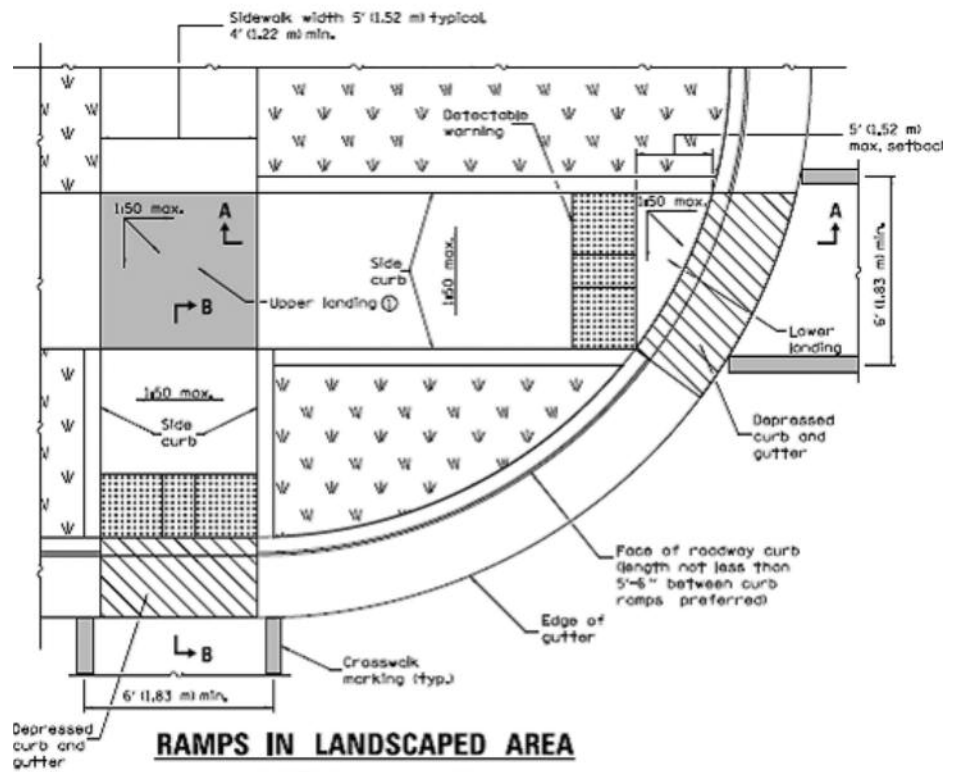 Sidewalk width 5' (1.52 m) typical,
4' (1.22 m) min.
Detectable
warning
5' (1.52 m)
max. setback
1:50 max.
A
1:50 max.
A
Side
curb
1:50 max.
B
Upper landing ①
6' (1.83 m) min.
Lower
landing
1:50 max.
Side
curb
Depressed
curb and
gutter
Face of roadway curb
(length not less than
5'-6" between curb
ramps preferred)
Edge of
gutter
B
Crosswalk
marking (typ.)
6' (1.83 m) min.
Depressed
curb and
gutter
RAMPS IN LANDSCAPED AREA